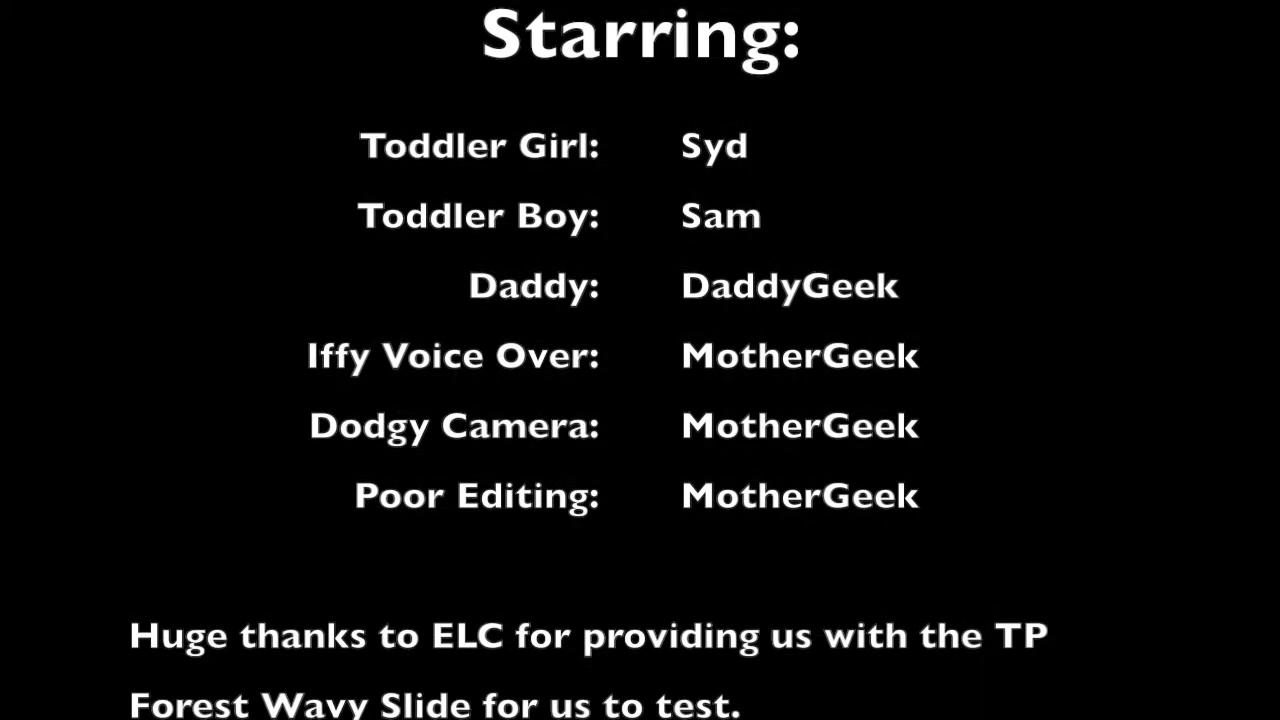 Starring:
Toddler Girl: Syd
Toddler Boy: Sam
Daddy: DaddyGeek
Iffy Voice Over: MotherGeek
Dodgy Camera: MotherGeek
Poor Editing: MotherGeek
Huge thanks to ELC for providing us with the TP
Forest Wavy Slide for us to test.